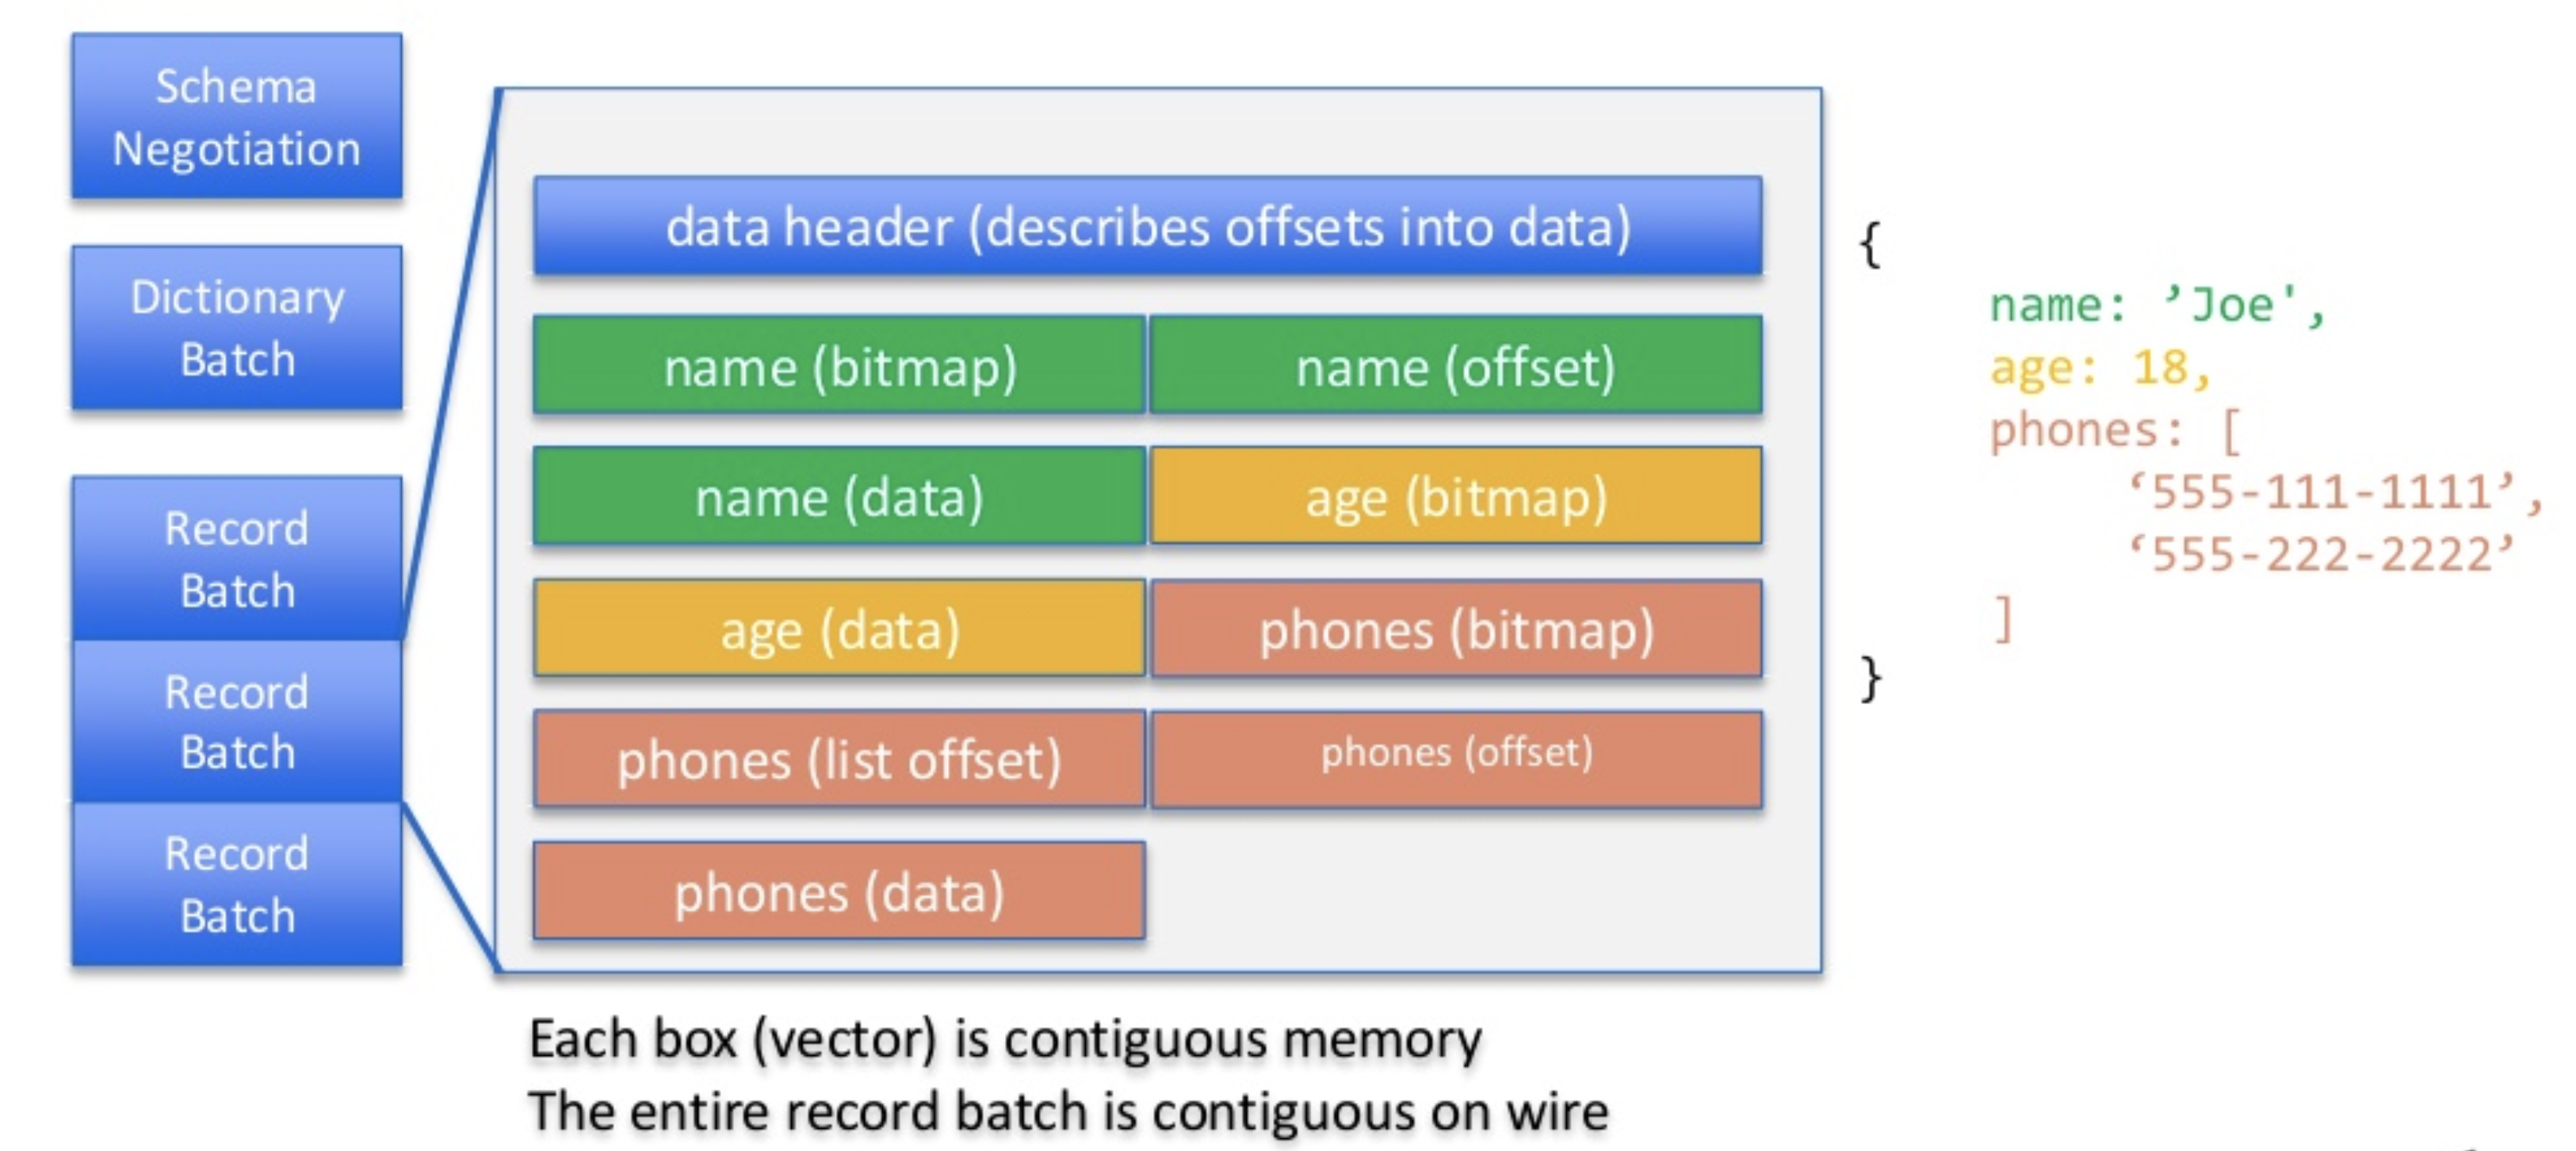 Schema
Negotiation
Dictionary
Batch
Record
Batch
Record
Batch
Record
Batch
data header (describes offsets into data)
name (bitmap)
name (offset)
name (data)
age (bitmap)
age (data)
phones (bitmap)
phones (list offset)
phones (offset)
phones (data)
{
name: ’Joe',
age: 18,
phones: [
‘555-111-1111’,
‘555-222-2222’
]
}
Each box (vector) is contiguous memory
The entire record batch is contiguous on wire